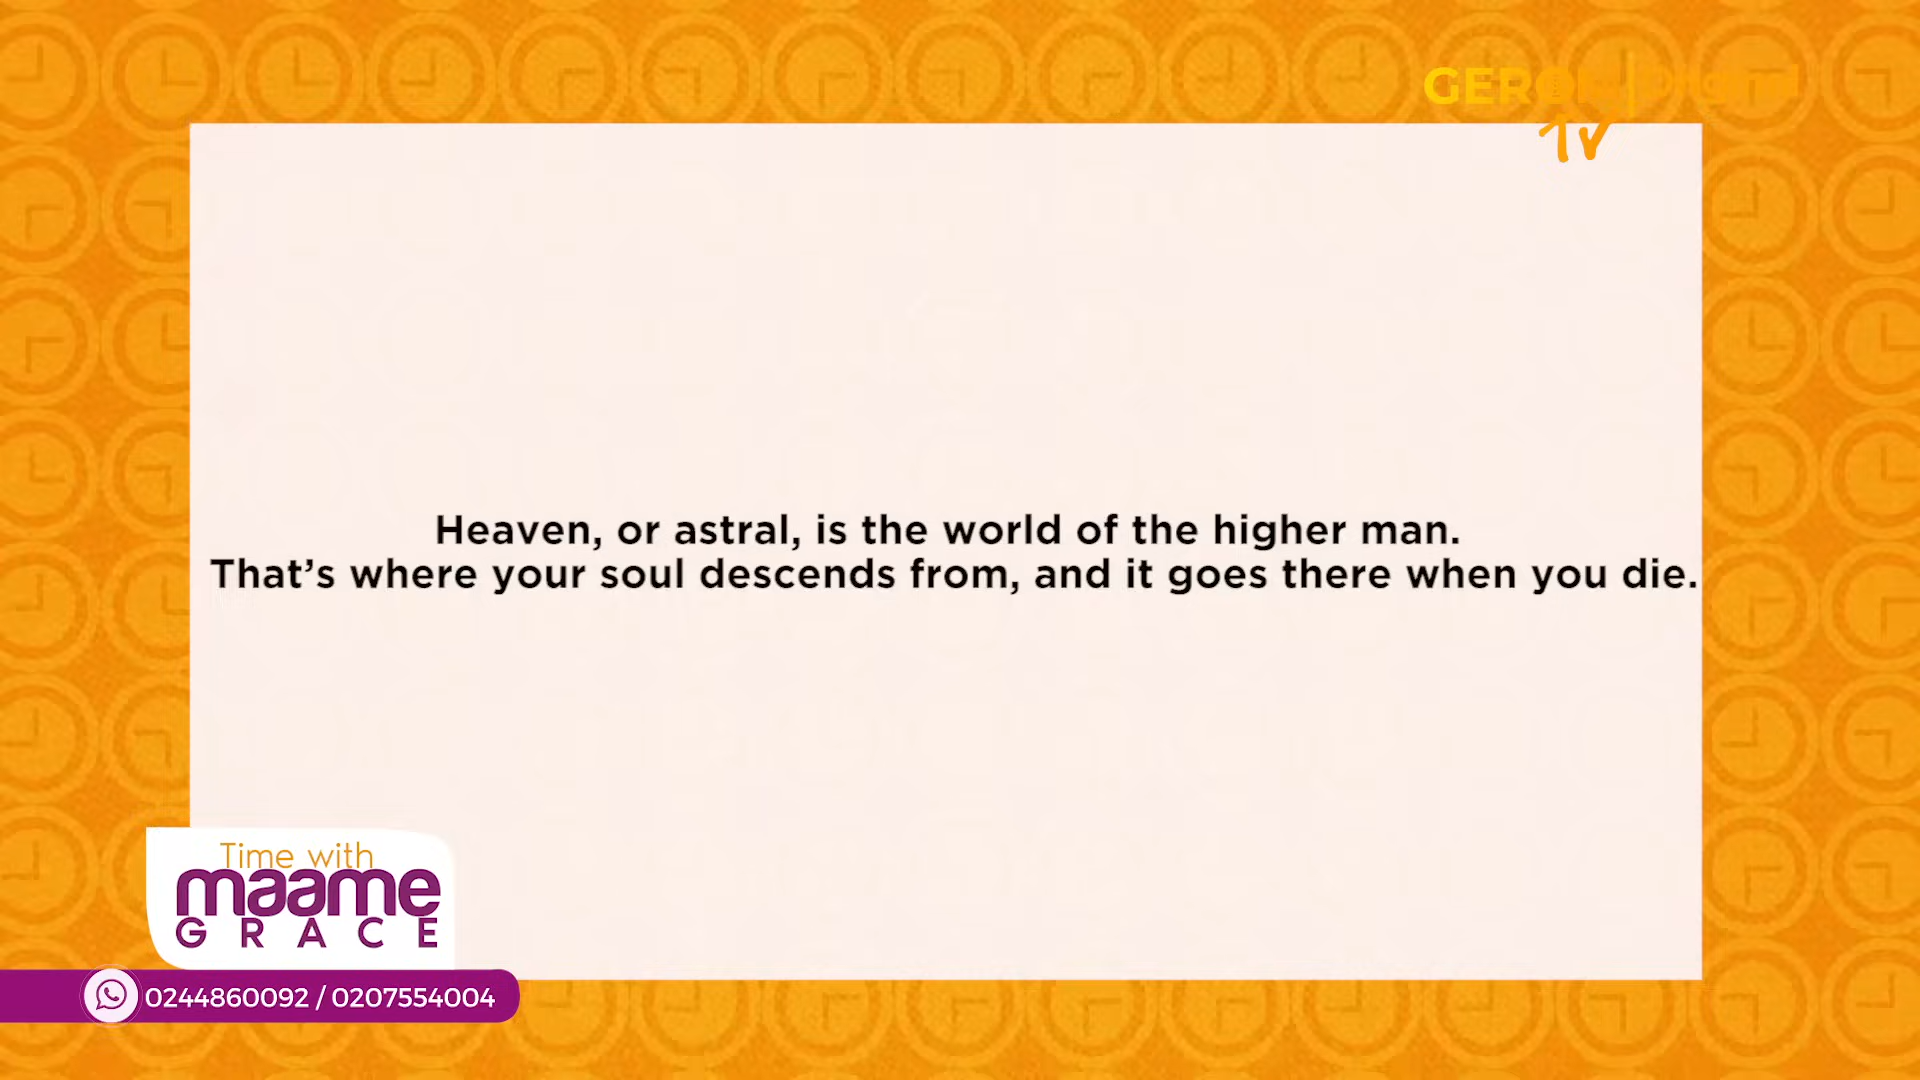 TV
Heaven, or astral, is the world of the higher man.
That’s where your soul descends from, and it goes there when you die.
Time with
maame
GRACE
0244860092 / 0207554004